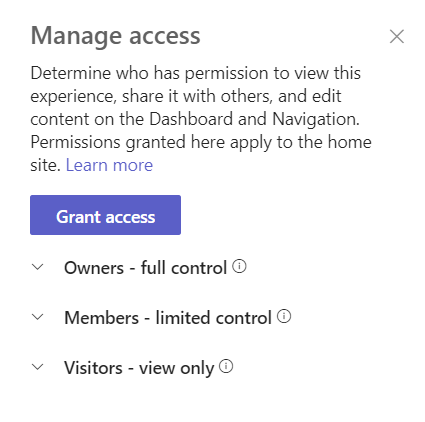 Manage access
Determine who has permission to view this
experience, share it with others, and edit
content on the Dashboard and Navigation.
Permissions granted here apply to the home
site. Learn more
Grant access
Owners - full control
Members - limited control
Visitors - view only